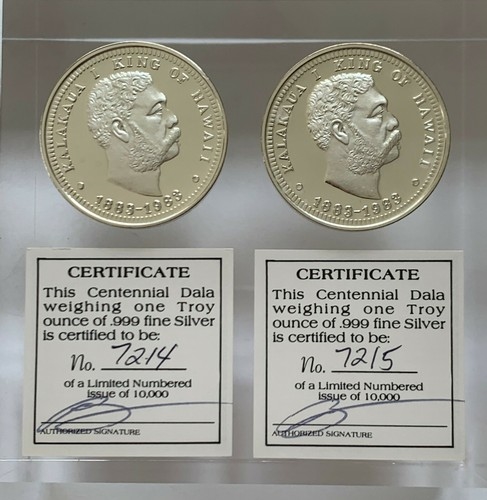 KALAKAUA I KING OF HAWAII
1883-1983
KALAKAUA I KING OF HAWAII
1883-1983
CERTIFICATE
This Centennial Dala
weighing one Troy
ounce of .999 fine Silver
is certified to be:
No. 7214
of a Limited Numbered
issue of 10,000
AUTHORIZED SIGNATURE
CERTIFICATE
This Centennial Dala
weighing one Troy
ounce of .999 fine Silver
is certified to be:
No. 7215
of a Limited Numbered
issue of 10,000
AUTHORIZED SIGNATURE